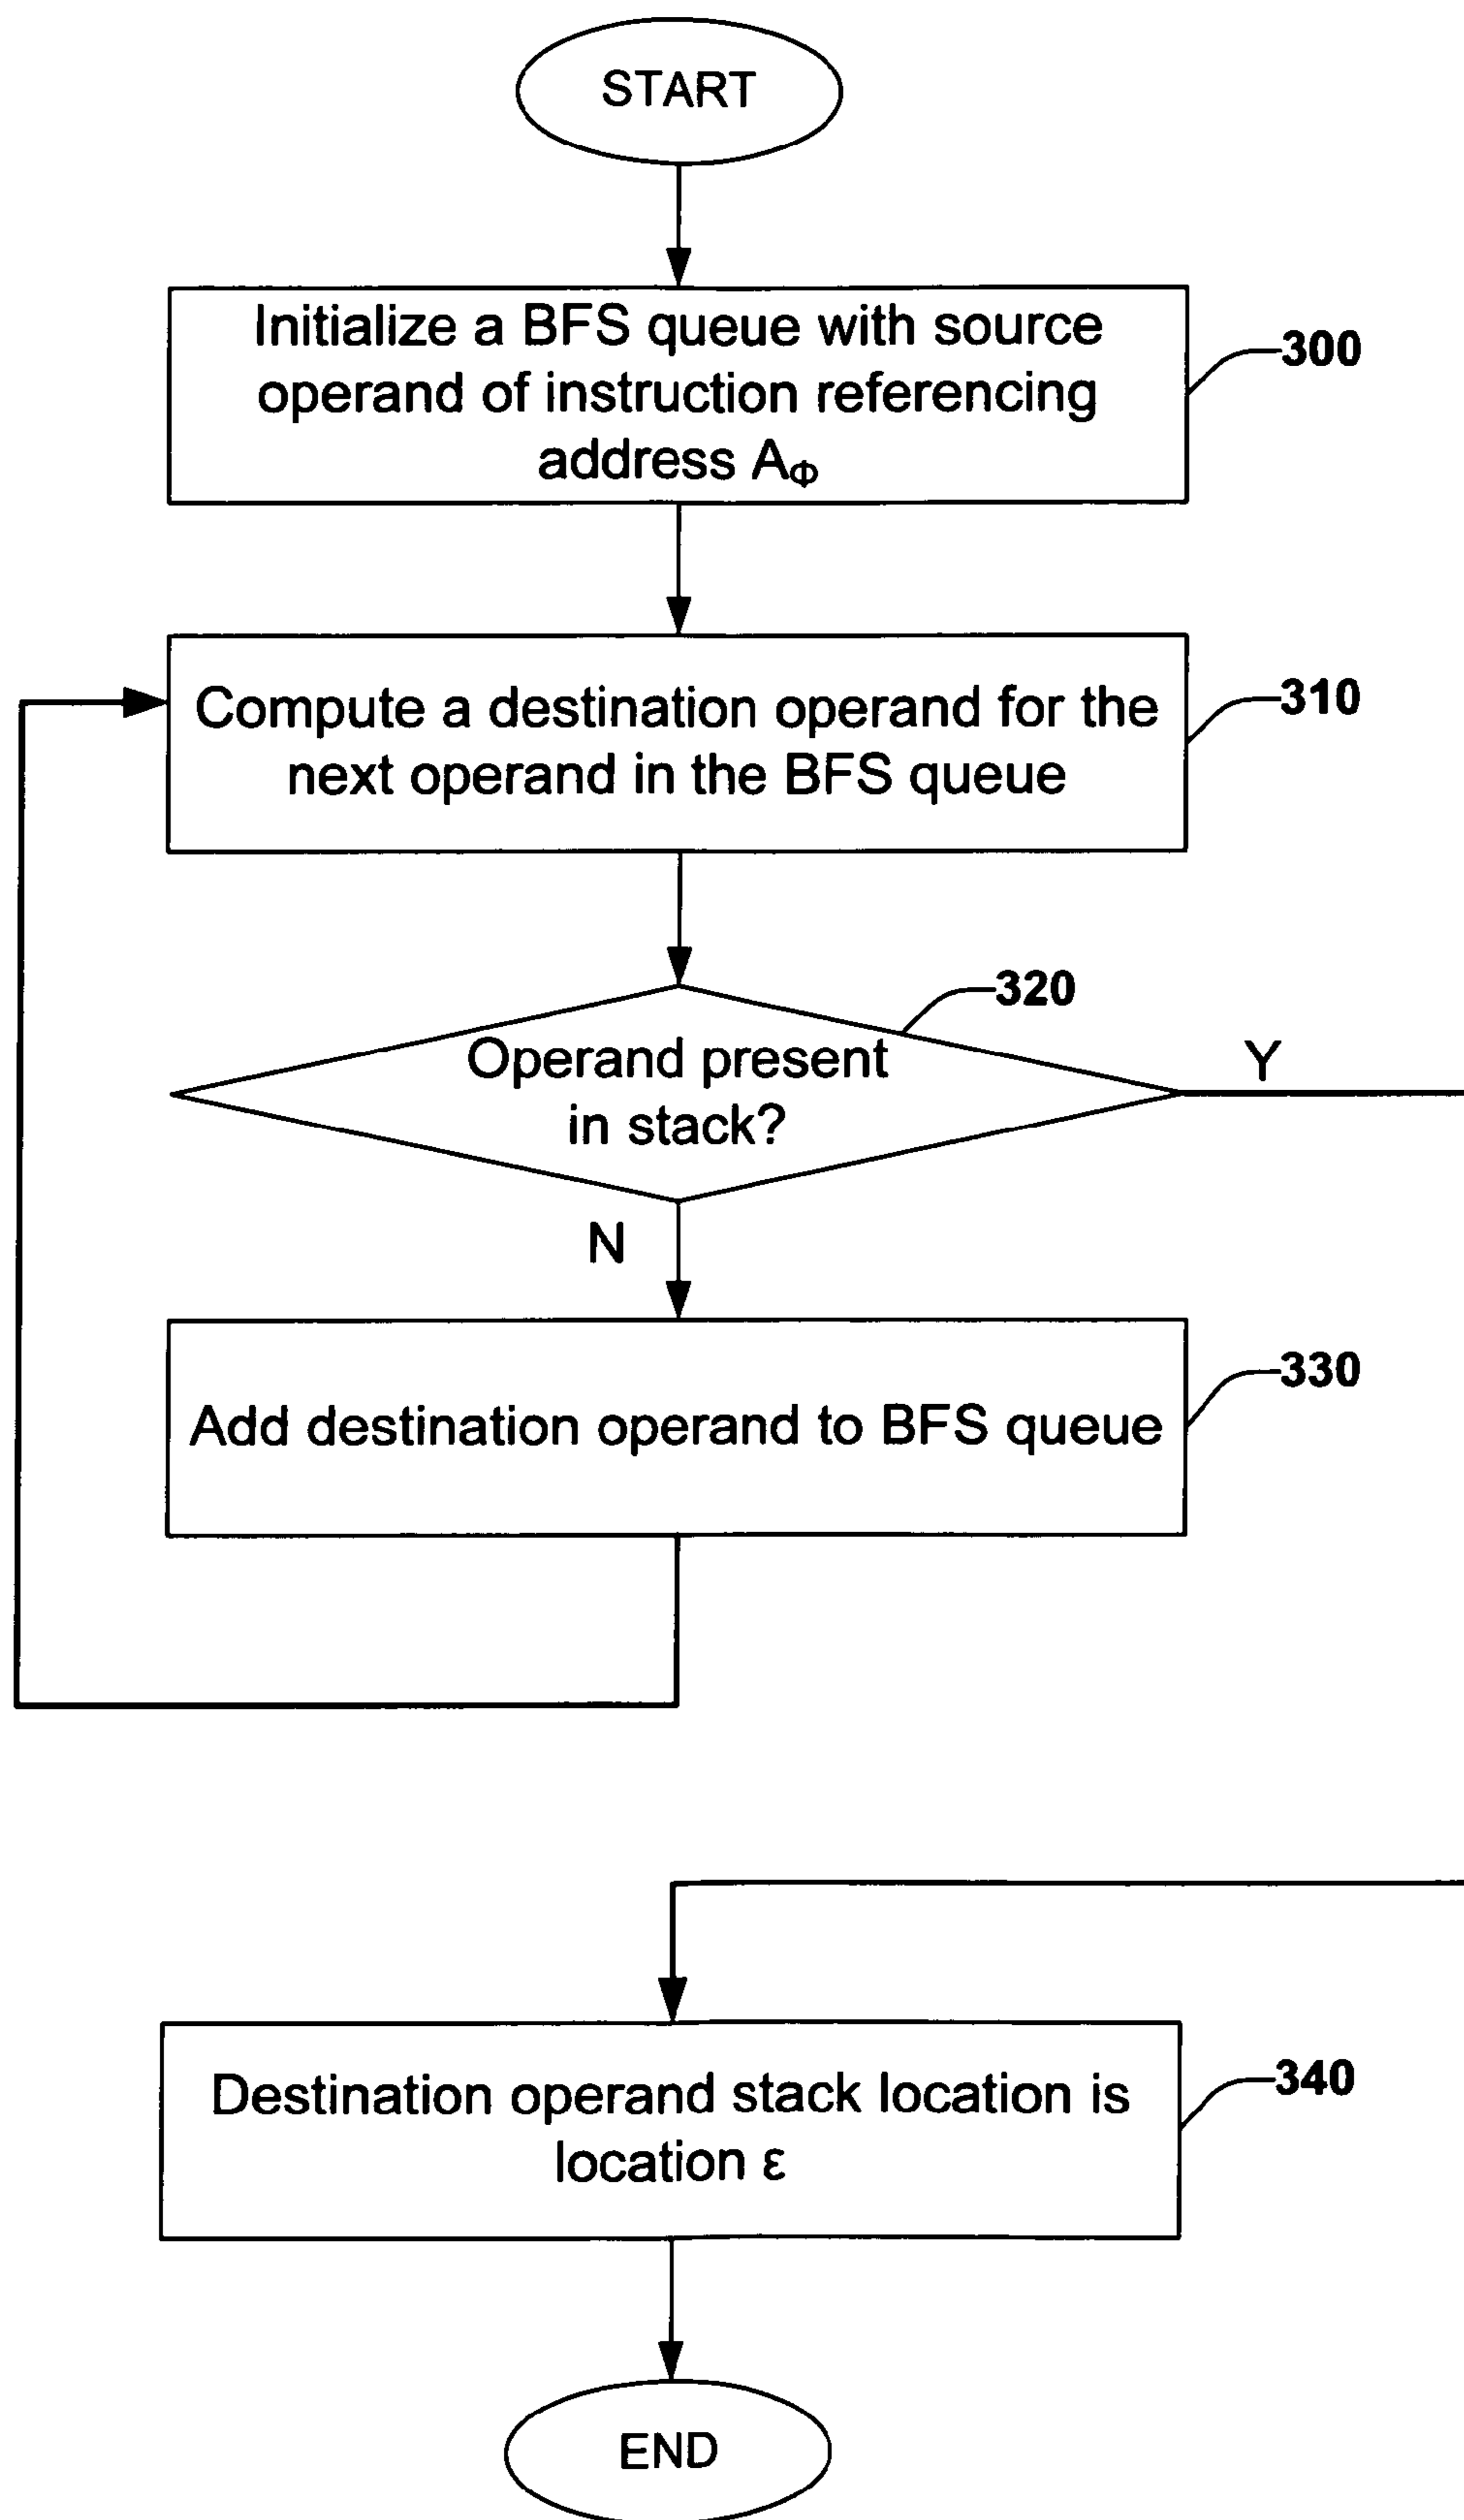 START
Initialize a BFS queue with source
operand of instruction referencing
address AΦ
300
Compute a destination operand for the
next operand in the BFS queue
310
320
Operand present
in stack?
Y
N
Add destination operand to BFS queue
330
Destination operand stack location is
location ε
340
END